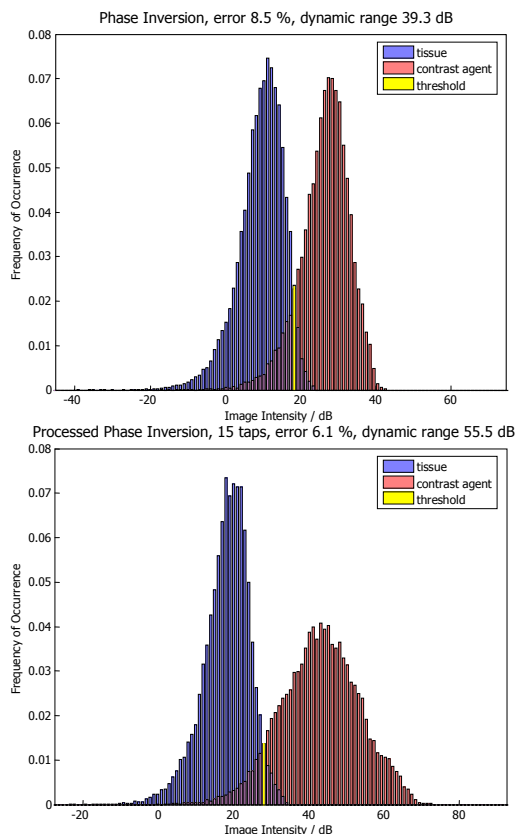 Phase Inversion, error 8.5 %, dynamic range 39.3 dB
0.08
0.07
0.06
0.05
0.04
0.03
0.02
0.01
0
Frequency of Occurrence
tissue
contrast agent
threshold
-40 -20 0 20 40 60
Image Intensity / dB
Processed Phase Inversion, 15 taps, error 6.1 %, dynamic range 55.5 dB
0.08
0.07
0.06
0.05
0.04
0.03
0.02
0.01
0
Frequency of Occurrence
tissue
contrast agent
threshold
-20 0 20 40 60 80
Image Intensity / dB